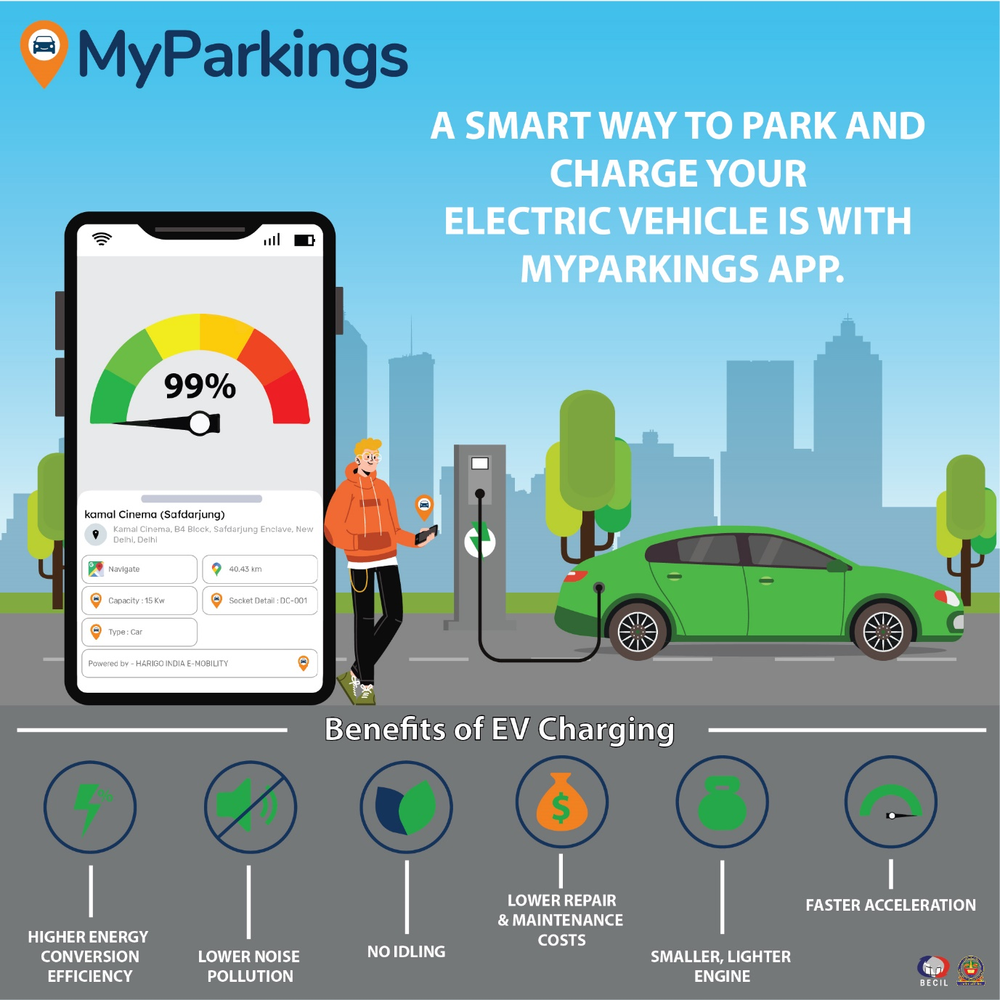 MyParkings
A SMART WAY TO PARK AND
CHARGE YOUR
ELECTRIC VEHICLE IS WITH
MYPARKINGS APP.
99%
kamal Cinema (Safdarjung)
Kamal Cinema, B4 Block, Safdarjung Enclave, New
Delhi, Delhi
Navigate
40.43 km
Capacity : 15 Kw
Socket Detail : DC-001
Type : Car
Powered by - HARIGO INDIA E-MOBILITY
Benefits of EV Charging
HIGHER ENERGY
CONVERSION
EFFICIENCY
LOWER NOISE
POLLUTION
NO IDLING
LOWER REPAIR
& MAINTENANCE
COSTS
SMALLER, LIGHTER
ENGINE
FASTER ACCELERATION
BECIL